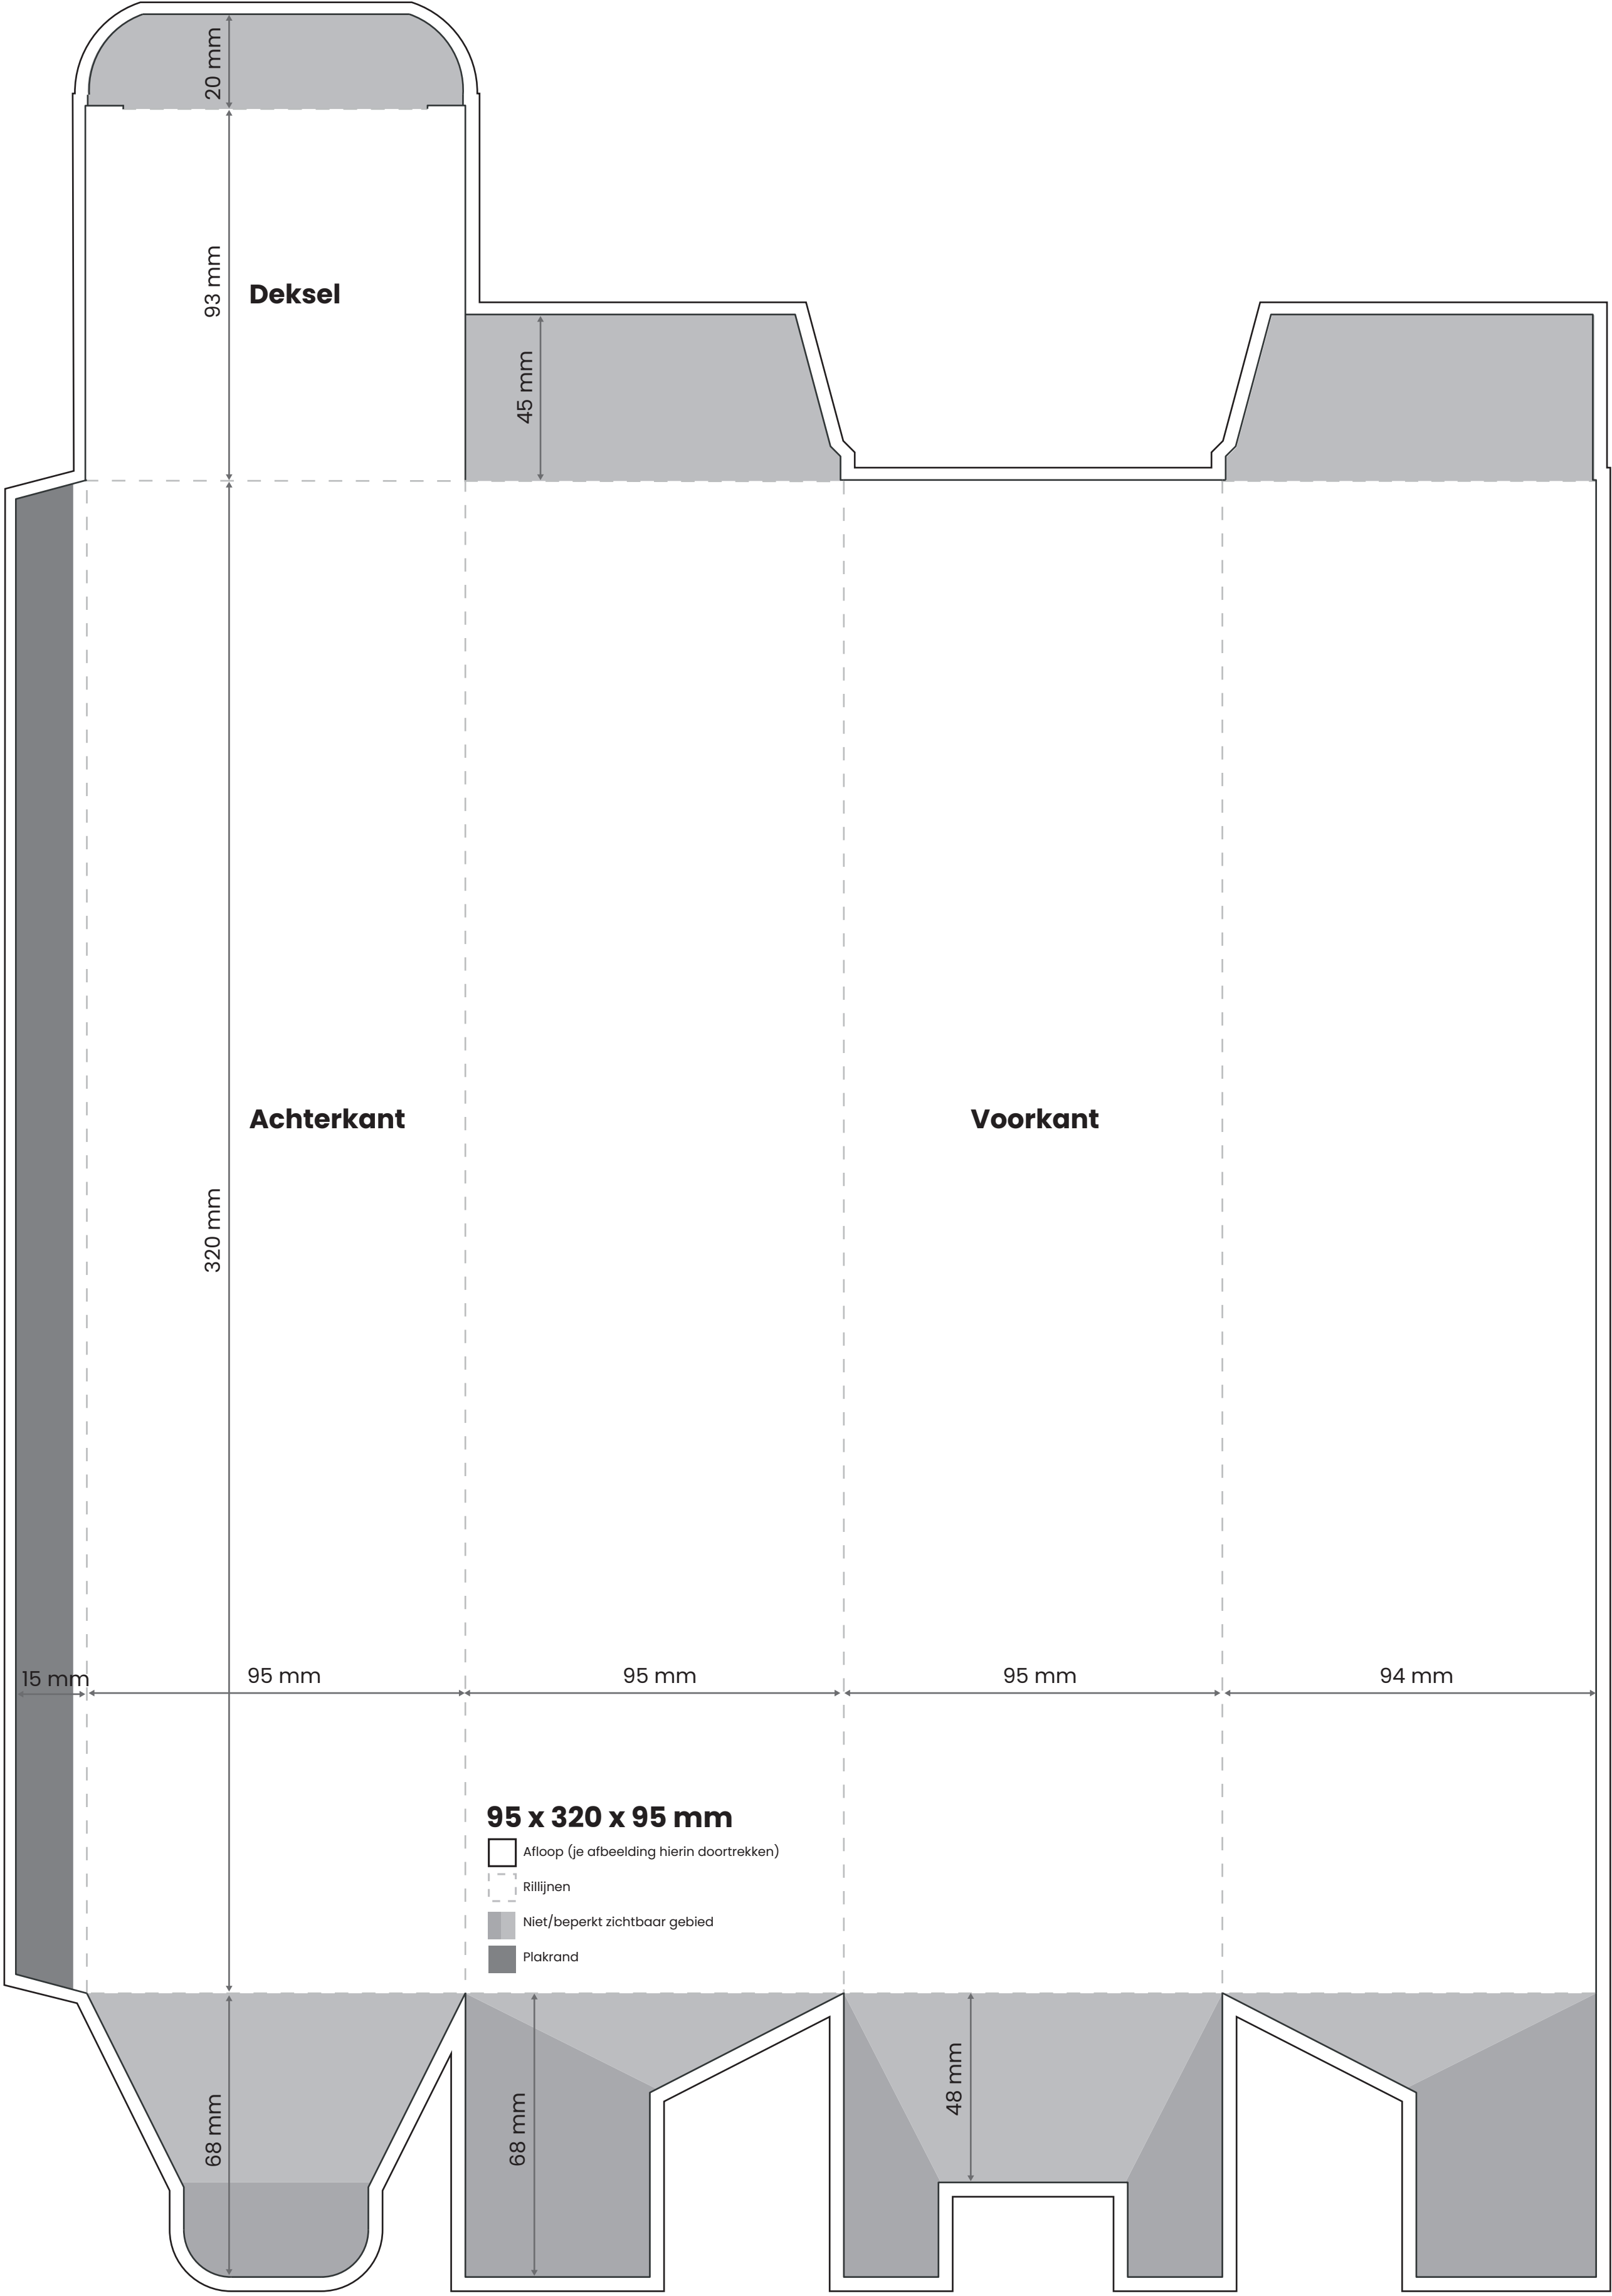 20 mm
93 mm
Deksel
45 mm
Achterkant
Voorkant
320 mm
15 mm
95 mm
95 mm
95 mm
94 mm
95 x 320 x 95 mm
Afloop (je afbeelding hierin doortrekken)
Rillijnen
Niet/beperkt zichtbaar gebied
Plakrand
68 mm
68 mm
48 mm